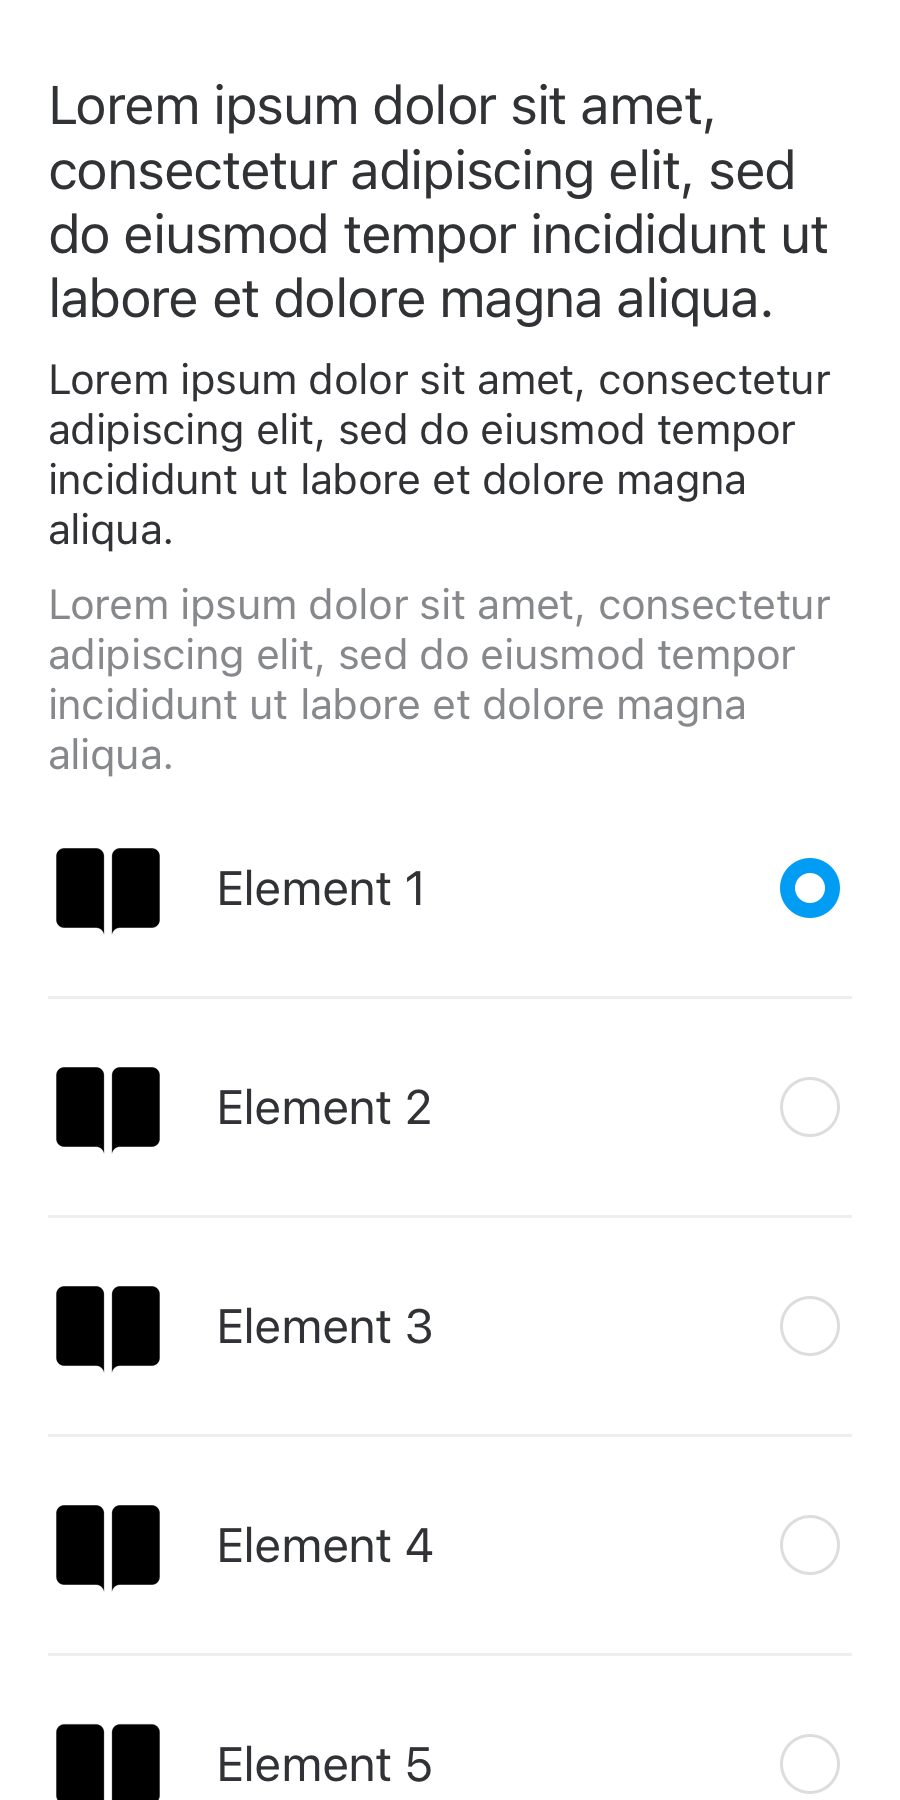 Lorem ipsum dolor sit amet,
consectetur adipiscing elit, sed
do eiusmod tempor incididunt ut
labore et dolore magna aliqua.
Lorem ipsum dolor sit amet, consectetur
adipiscing elit, sed do eiusmod tempor
incididunt ut labore et dolore magna
aliqua.
Lorem ipsum dolor sit amet, consectetur
adipiscing elit, sed do eiusmod tempor
incididunt ut labore et dolore magna
aliqua.
Element 1
Element 2
Element 3
Element 4
Element 5